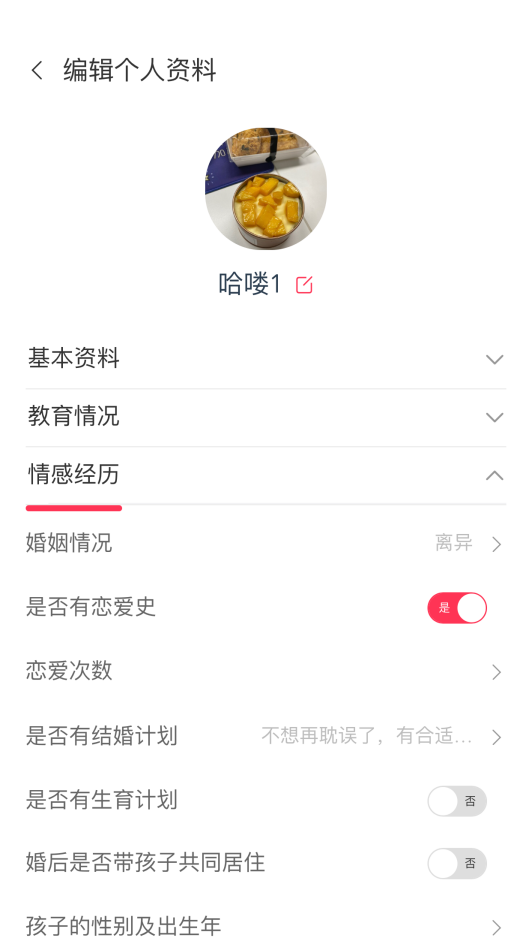 编辑个人资料
哈喽1
基本资料
教育情况
情感经历
婚姻情况 离异
是否有恋爱史 是
恋爱次数
是否有结婚计划 不想再耽误了，有合适...
是否有生育计划 否
婚后是否带孩子共同居住 否
孩子的性别及出生年